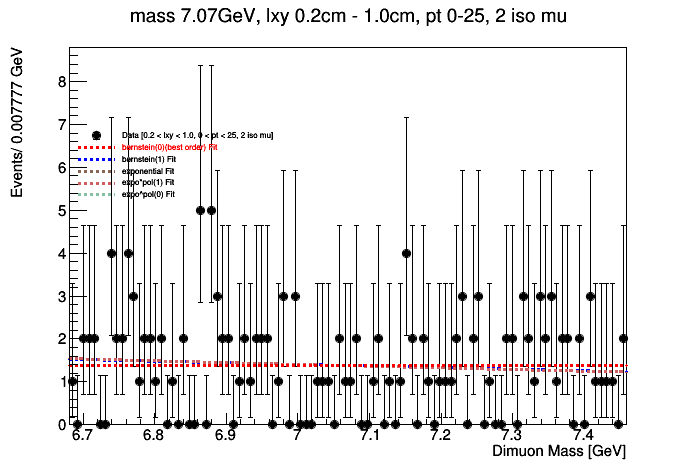 mass 7.07GeV, lxy 0.2cm - 1.0cm, pt 0-25, 2 iso mu
Events/ 0.007777 GeV
8
7
6
5
4
3
2
1
0
Data [0.2 < lxy < 1.0, 0 < pt < 25, 2 iso mu]
bernstein(0)(best order) Fit
bernstein(1) Fit
exponential Fit
expo*pol(1) Fit
expo*pol(0) Fit
6.7 6.8 6.9 7 7.1 7.2 7.3 7.4
Dimuon Mass [GeV]